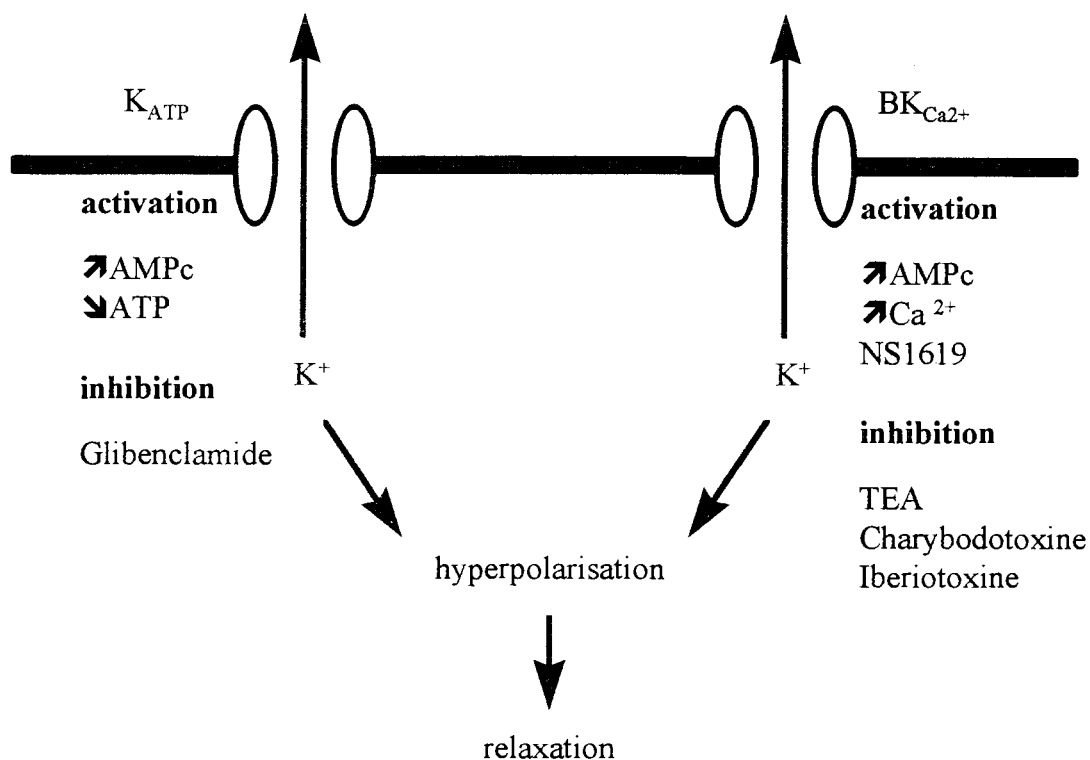 K_ATP
activation
↗AMPc
↘ATP
inhibition
Glibenclamide
K⁺
BK_Ca2+
activation
↗AMPc
↗Ca ²⁺
NS1619
K⁺
inhibition
TEA
Charybodotoxine
Iberiotoxine
hyperpolarisation
relaxation